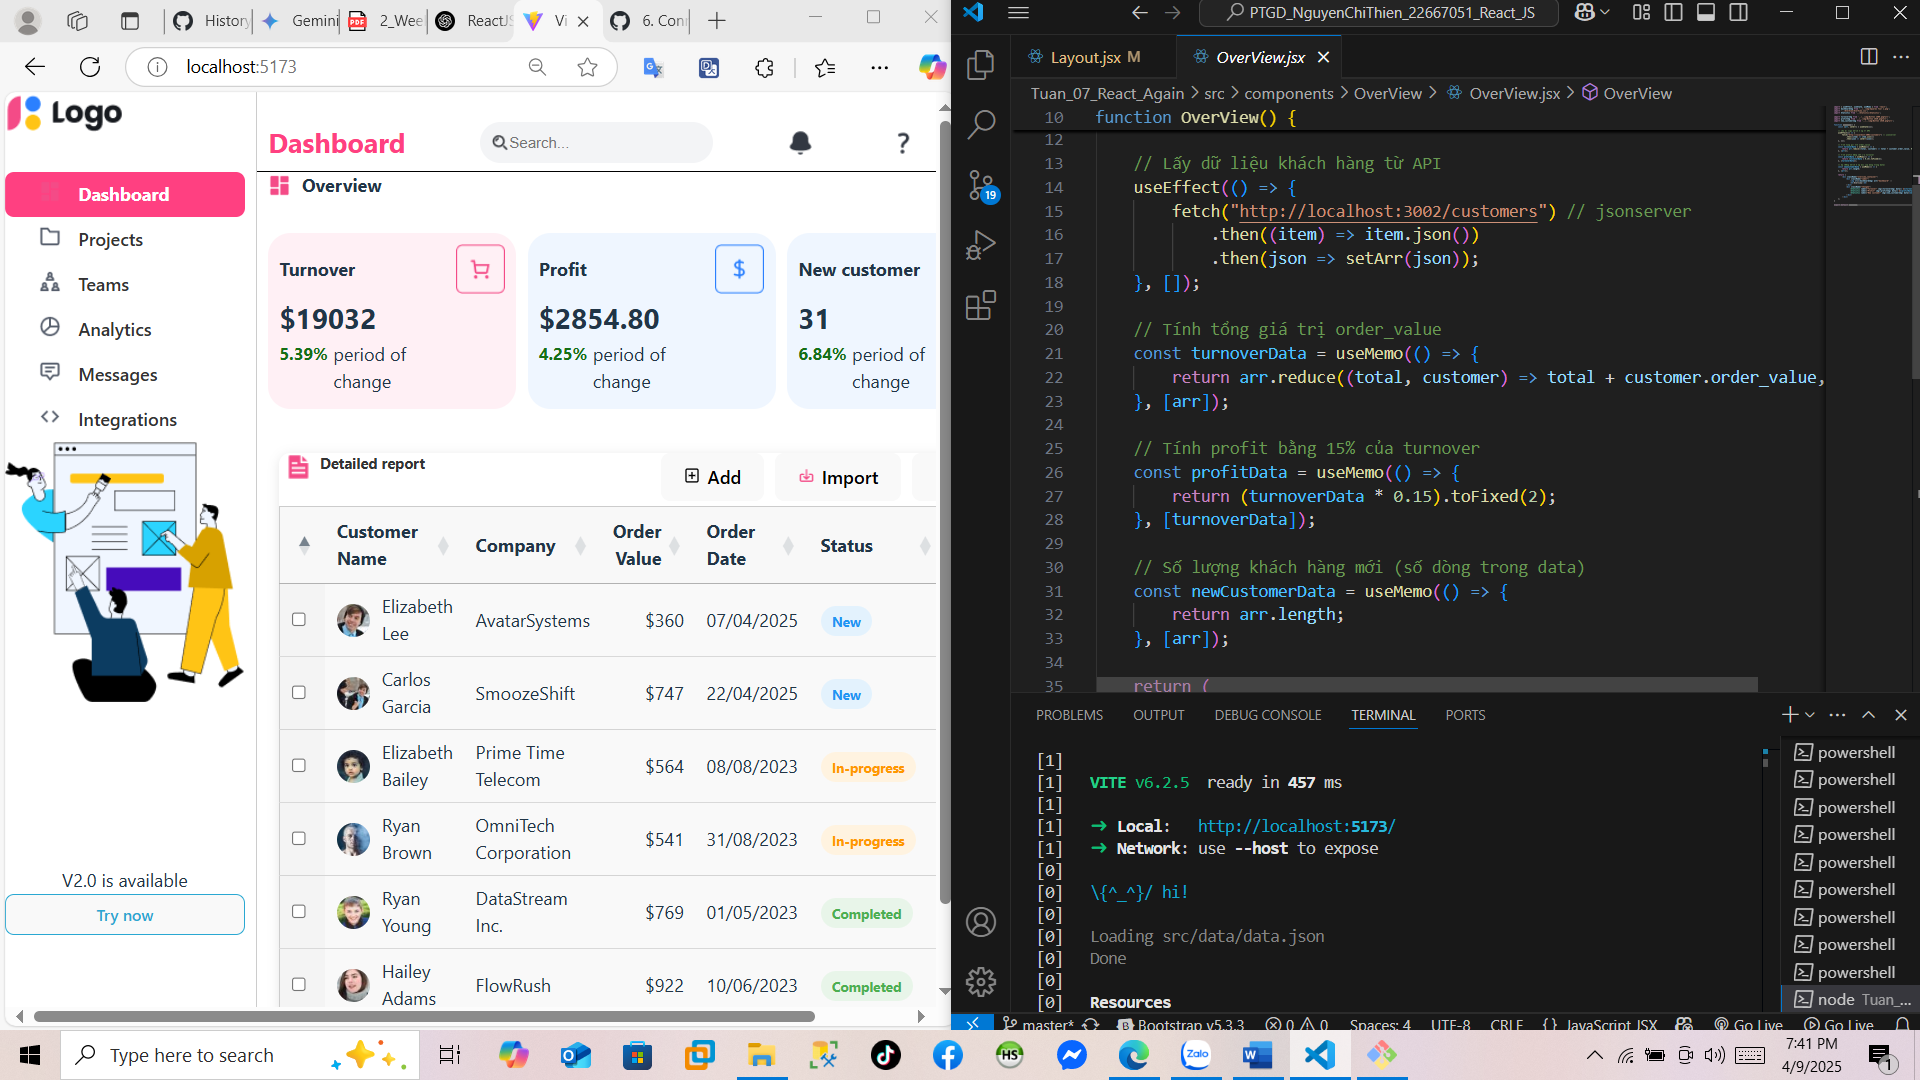 History
Gemini
2_Wee
ReactJS
Vi
6. Con
localhost:5173
Logo
Dashboard
Projects
Teams
Analytics
Messages
Integrations
V2.0 is available
Try now
Dashboard
Search...
?
Overview
Turnover
$19032
5.39% period of
change
Profit
$
$2854.80
4.25% period of
change
New customer
31
6.84% period of
change
Detailed report
Add
Import
Customer
Name
Company
Order
Value
Order
Date
Status
Elizabeth
Lee
AvatarSystems
$360
07/04/2025
New
Carlos
Garcia
SmoozeShift
$747
22/04/2025
New
Elizabeth
Bailey
Prime Time
Telecom
$564
08/08/2023
In-progress
Ryan
Brown
OmniTech
Corporation
$541
31/08/2023
In-progress
Ryan
Young
DataStream
Inc.
$769
01/05/2023
Completed
Hailey
Adams
FlowRush
$922
10/06/2023
Completed
PTGD_NguyenChiThien_22667051_React_JS
Layout.jsx M
OverView.jsx
Tuan_07_React_Again > src > components > OverView > OverView.jsx > OverView
10 function OverView() {
12
13 // Lấy dữ liệu khách hàng từ API
14 useEffect(() => {
15 fetch("http://localhost:3002/customers") // jsonserver
16 .then((item) => item.json())
17 .then(json => setArr(json));
18 }, []);
19
20 // Tính tổng giá trị order_value
21 const turnoverData = useMemo(() => {
22 return arr.reduce((total, customer) => total + customer.order_value,
23 }, [arr]);
24
25 // Tính profit bằng 15% của turnover
26 const profitData = useMemo(() => {
27 return (turnoverData * 0.15).toFixed(2);
28 }, [turnoverData]);
29
30 // Số lượng khách hàng mới (số dòng trong data)
31 const newCustomerData = useMemo(() => {
32 return arr.length;
33 }, [arr]);
34
35 return (
19
PROBLEMS OUTPUT DEBUG CONSOLE TERMINAL PORTS
[1]
[1] VITE v6.2.5 ready in 457 ms
[1]
[1] ➜ Local: http://localhost:5173/
[1] ➜ Network: use --host to expose
[0]
[0] \{^_^}/ hi!
[0]
[0] Loading src/data/data.json
[0] Done
[0]
[0] Resources
powershell
powershell
powershell
powershell
powershell
powershell
powershell
powershell
powershell
node Tuan_...
master* Bootstrap v5.3.3 0 0 Spaces: 4 UTF-8 CRLF {} JavaScript JSX Go Live Go Live
Type here to search
HS
Zalo
7:41 PM
4/9/2025
1